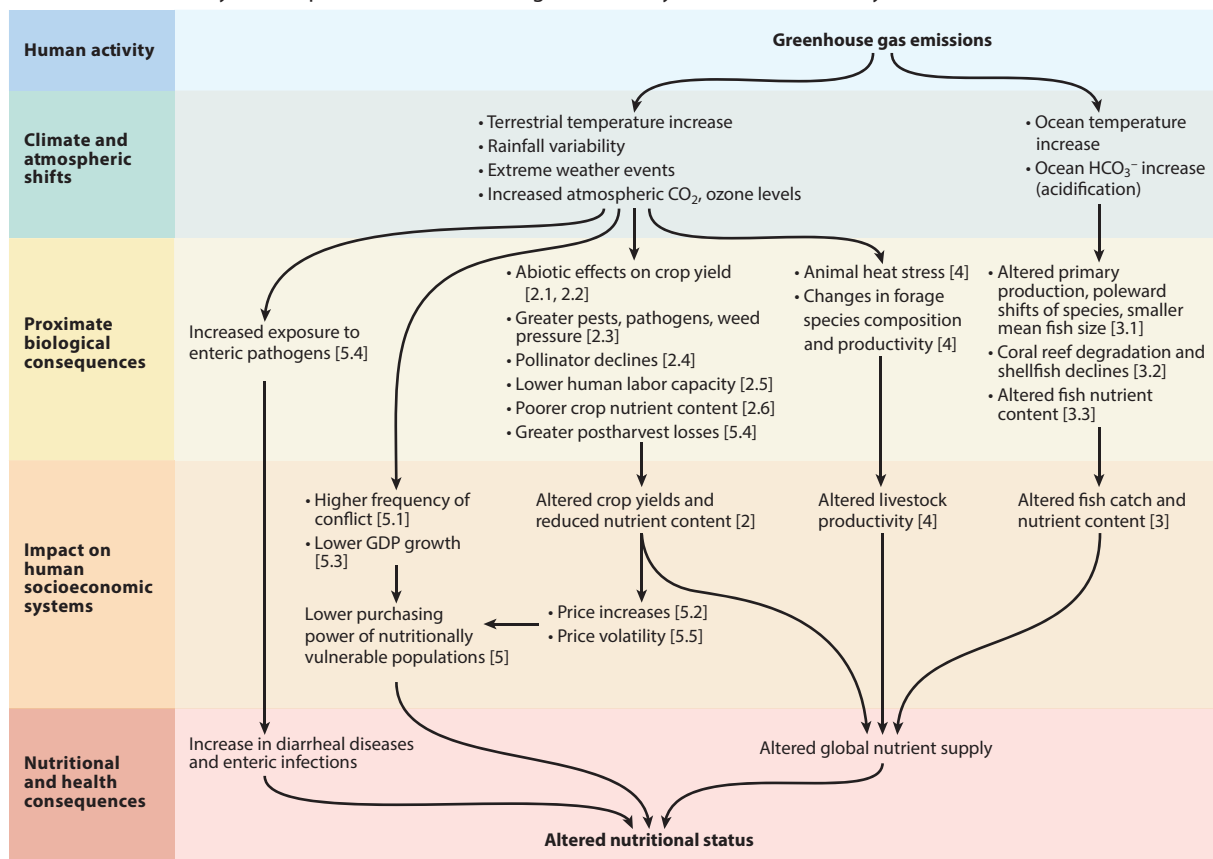 Human activity
Greenhouse gas emissions
Climate and
atmospheric
shifts
• Terrestrial temperature increase
• Rainfall variability
• Extreme weather events
• Increased atmospheric CO₂, ozone levels
• Ocean temperature
increase
• Ocean HCO₃⁻ increase
(acidification)
Proximate
biological
consequences
Increased exposure to
enteric pathogens [5.4]
• Abiotic effects on crop yield
[2.1, 2.2]
• Greater pests, pathogens, weed
pressure [2.3]
• Pollinator declines [2.4]
• Lower human labor capacity [2.5]
• Poorer crop nutrient content [2.6]
• Greater postharvest losses [5.4]
• Animal heat stress [4]
• Changes in forage
species composition
and productivity [4]
• Altered primary
production, poleward
shifts of species, smaller
mean fish size [3.1]
• Coral reef degradation and
shellfish declines [3.2]
• Altered fish nutrient
content [3.3]
Impact on
human
socioeconomic
systems
• Higher frequency of
conflict [5.1]
• Lower GDP growth
[5.3]
Altered crop yields and
reduced nutrient content [2]
Altered livestock
productivity [4]
Altered fish catch and
nutrient content [3]
Lower purchasing
power of nutritionally
vulnerable populations [5]
• Price increases [5.2]
• Price volatility [5.5]
Nutritional
and health
consequences
Increase in diarrheal diseases
and enteric infections
Altered global nutrient supply
Altered nutritional status